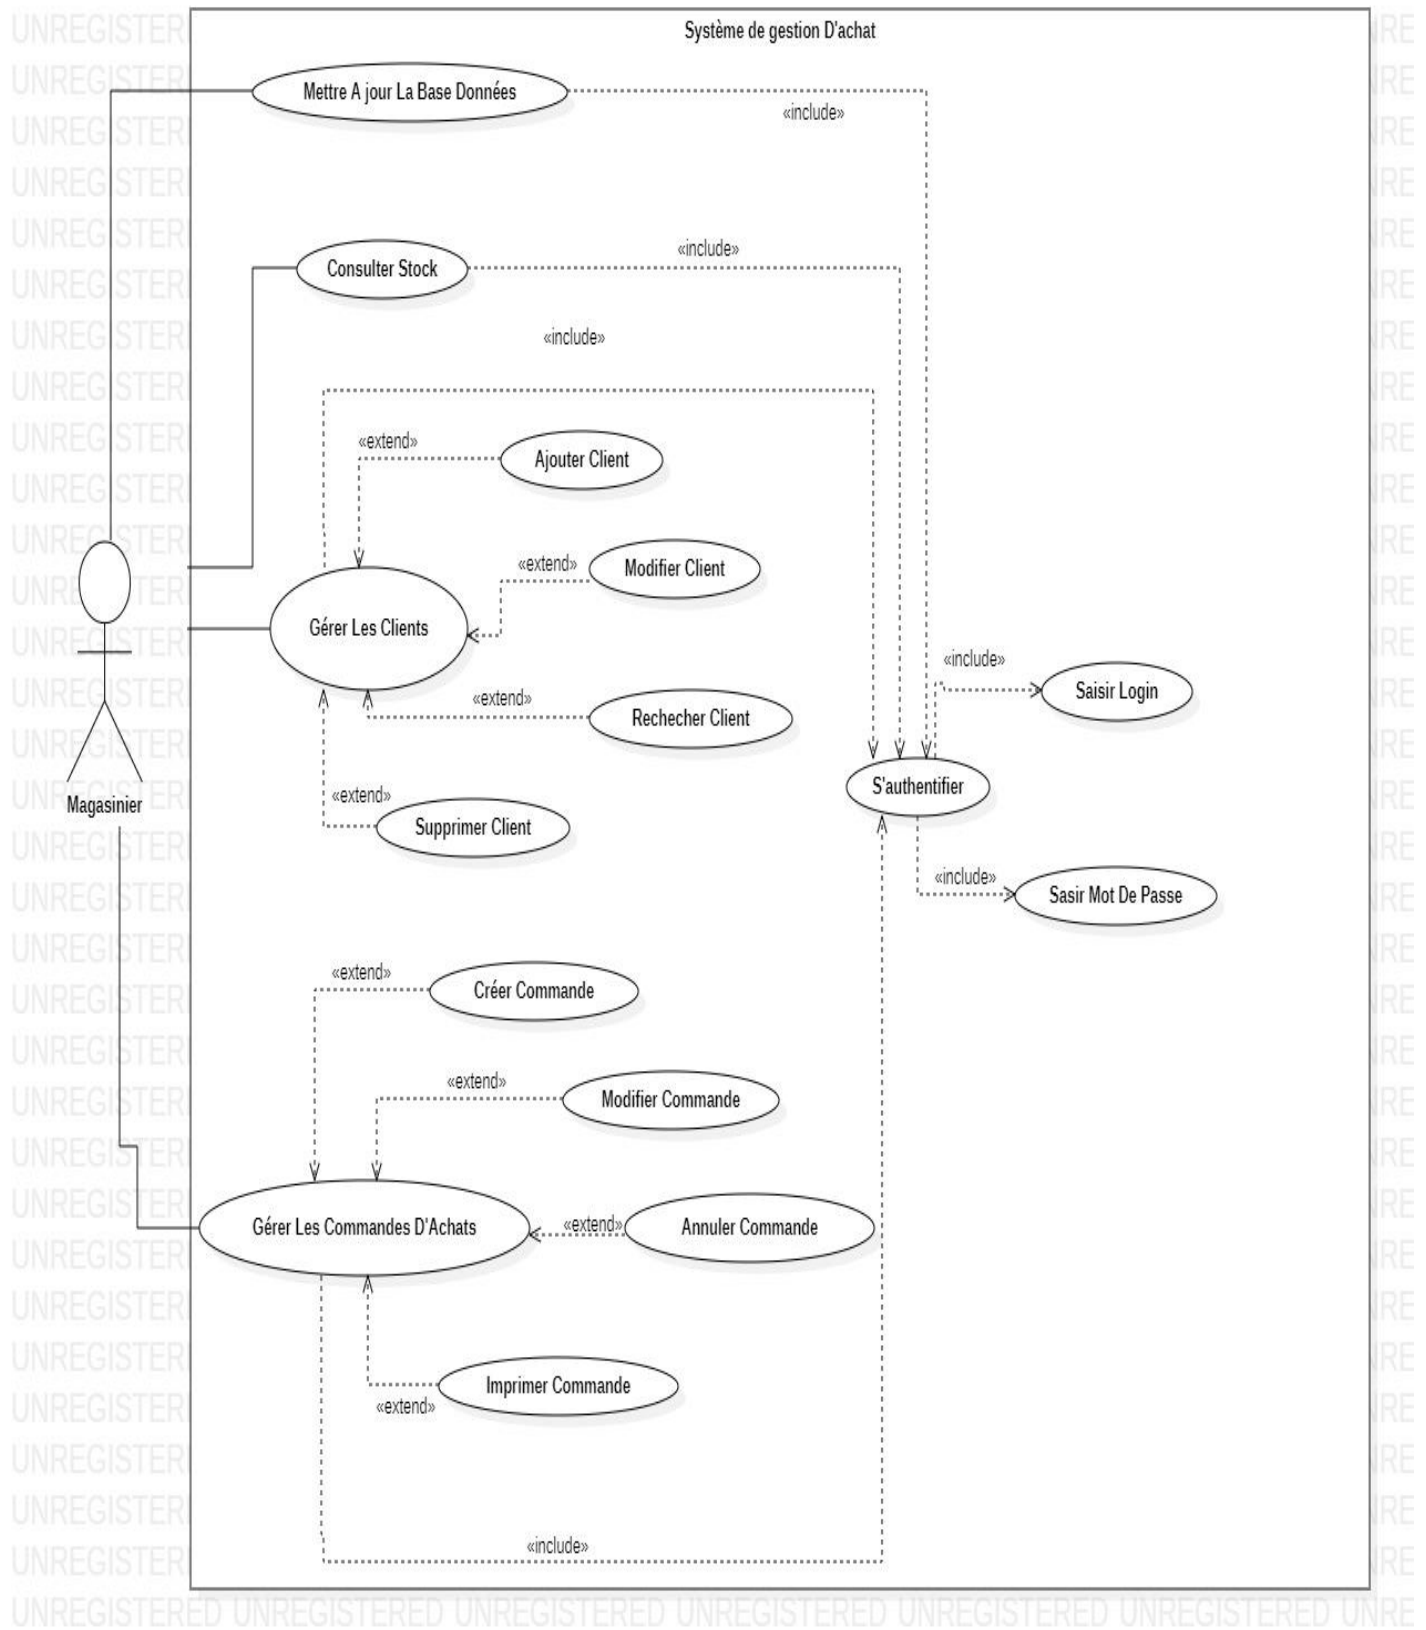 Système de gestion D'achat
Mettre A jour La Base Données
«include»
Consulter Stock
«include»
«include»
«extend»
Ajouter Client
«extend»
Modifier Client
Gérer Les Clients
«include»
Saisir Login
«extend»
Rechecher Client
S'authentifier
Magasinier
«extend»
Supprimer Client
«include»
Sasir Mot De Passe
«extend»
Créer Commande
«extend»
Modifier Commande
Gérer Les Commandes D'Achats
«extend»
Annuler Commande
Imprimer Commande
«extend»
«include»
UNREGISTERED UNREGISTERED UNREGISTERED UNREGISTERED UNREGISTERED UNREGISTERED UNRE